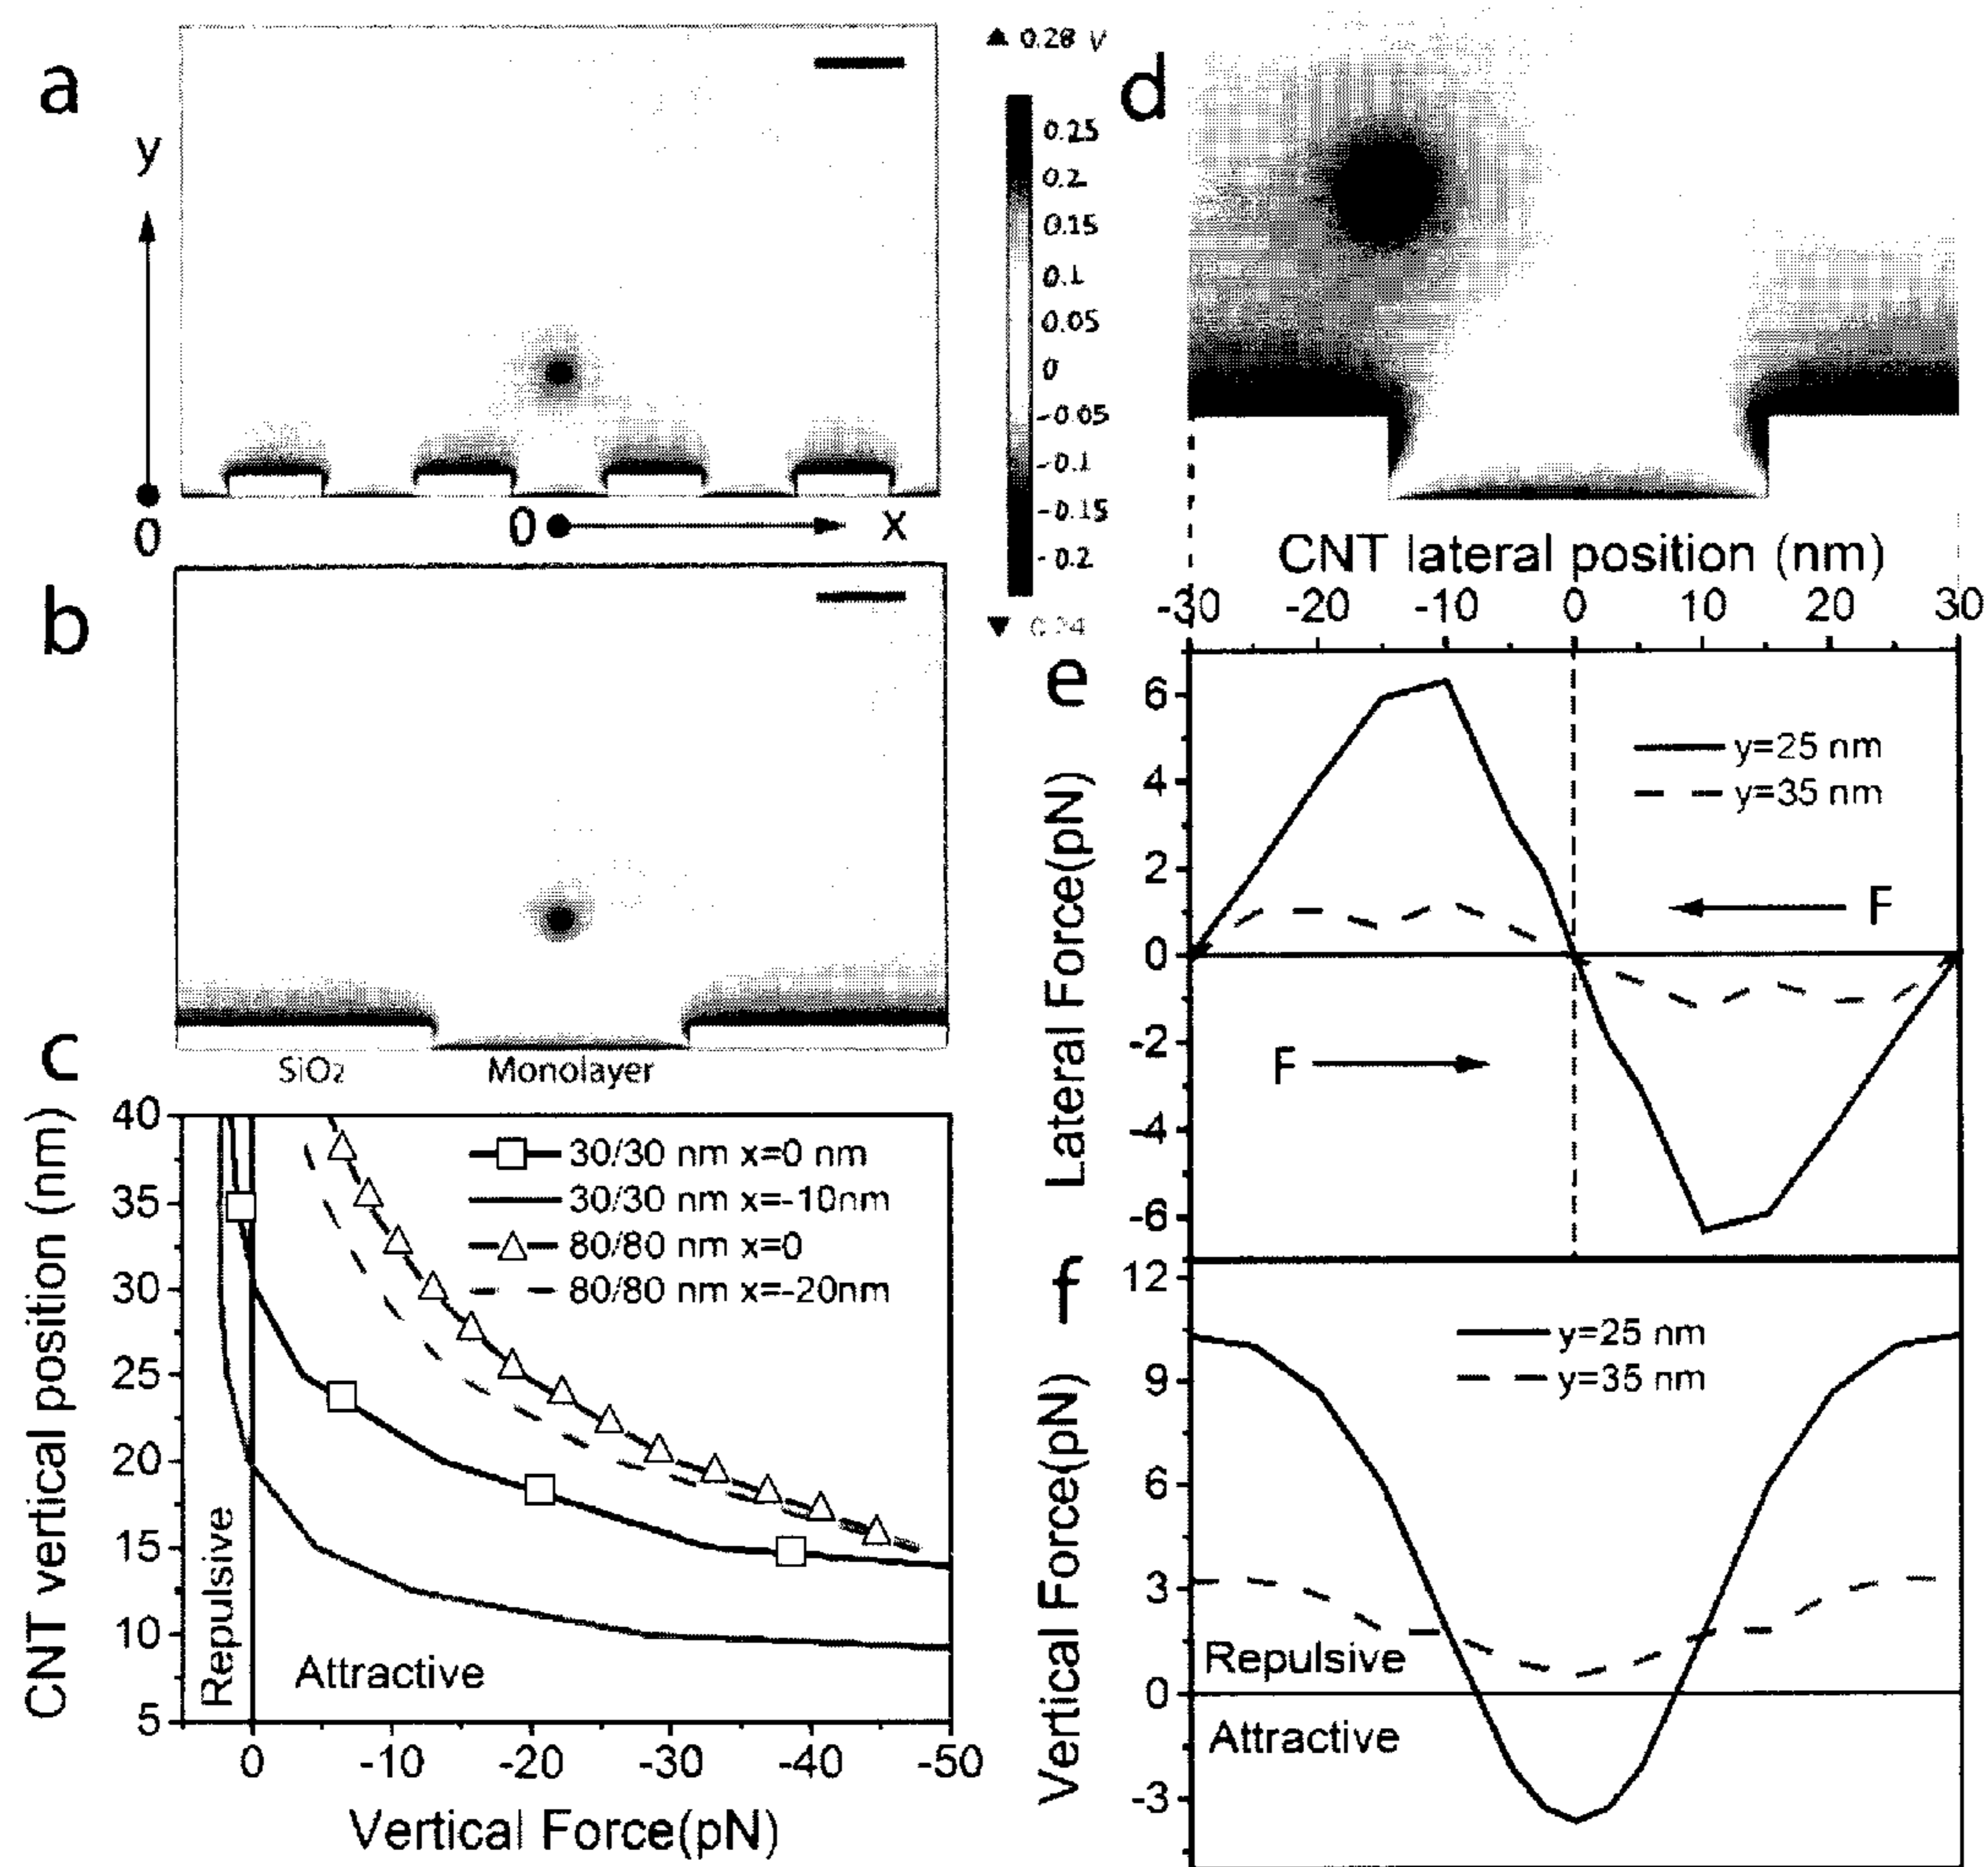 a
y
0
0
x
0.28 V
0.25
0.2
0.15
0.1
0.05
0
-0.05
-0.1
-0.15
-0.2
b
SiO2
Monolayer
c
CNT vertical position (nm)
40
35
30
25
20
15
10
5
30/30 nm x=0 nm
30/30 nm x=-10nm
80/80 nm x=0
80/80 nm x=-20nm
Repulsive
Attractive
0 -10 -20 -30 -40 -50
Vertical Force(pN)
d
CNT lateral position (nm)
-30 -20 -10 0 10 20 30
e
Lateral Force(pN)
6
4
2
0
-2
-4
-6
y=25 nm
y=35 nm
F
F
f
Vertical Force(pN)
12
9
6
3
0
-3
y=25 nm
y=35 nm
Repulsive
Attractive